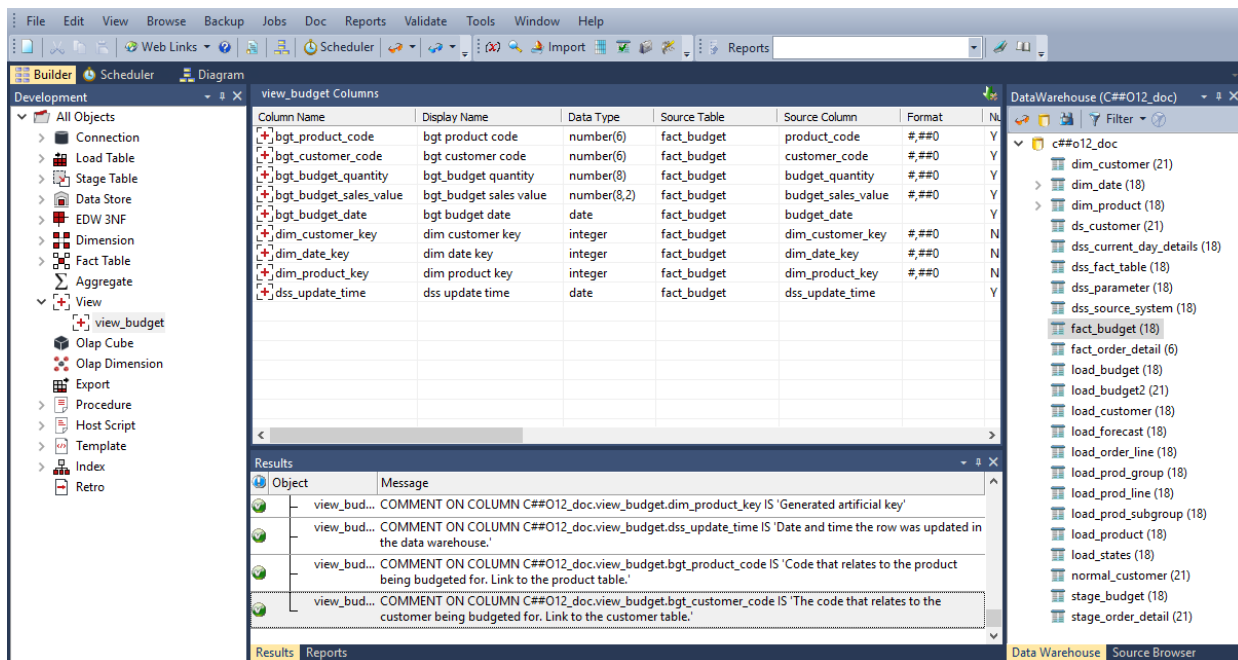 File Edit View Browse Backup Jobs Doc Reports Validate Tools Window Help
Web Links Scheduler (x) Import Reports
Builder Scheduler Diagram
Development
All Objects
Connection
Load Table
Stage Table
Data Store
EDW 3NF
Dimension
Fact Table
Aggregate
View
view_budget
Olap Cube
Olap Dimension
Export
Procedure
Host Script
Template
Index
Retro
view_budget Columns
Column Name Display Name Data Type Source Table Source Column Format Nu
bgt_product_code bgt product code number(6) fact_budget product_code #,##0 Y
bgt_customer_code bgt customer code number(6) fact_budget customer_code #,##0 Y
bgt_budget_quantity bgt_budget quantity number(8) fact_budget budget_quantity #,##0 Y
bgt_budget_sales_value bgt_budget sales value number(8,2) fact_budget budget_sales_value #,##0 Y
bgt_budget_date bgt budget date date fact_budget budget_date Y
dim_customer_key dim customer key integer fact_budget dim_customer_key #,##0 N
dim_date_key dim date key integer fact_budget dim_date_key #,##0 N
dim_product_key dim product key integer fact_budget dim_product_key #,##0 N
dss_update_time dss update time date fact_budget dss_update_time Y
Results
Object Message
view_bud... COMMENT ON COLUMN C##O12_doc.view_budget.dim_product_key IS 'Generated artificial key'
view_bud... COMMENT ON COLUMN C##O12_doc.view_budget.dss_update_time IS 'Date and time the row was updated in
the data warehouse.'
view_bud... COMMENT ON COLUMN C##O12_doc.view_budget.bgt_product_code IS 'Code that relates to the product
being budgeted for. Link to the product table.'
view_bud... COMMENT ON COLUMN C##O12_doc.view_budget.bgt_customer_code IS 'The code that relates to the
customer being budgeted for. Link to the customer table.'
Results Reports
DataWarehouse (C##O12_doc)
Filter
c##o12_doc
dim_customer (21)
dim_date (18)
dim_product (18)
ds_customer (21)
dss_current_day_details (18)
dss_fact_table (18)
dss_parameter (18)
dss_source_system (18)
fact_budget (18)
fact_order_detail (6)
load_budget (18)
load_budget2 (21)
load_customer (18)
load_forecast (18)
load_order_line (18)
load_prod_group (18)
load_prod_line (18)
load_prod_subgroup (18)
load_product (18)
load_states (18)
normal_customer (21)
stage_budget (18)
stage_order_detail (21)
Data Warehouse Source Browser